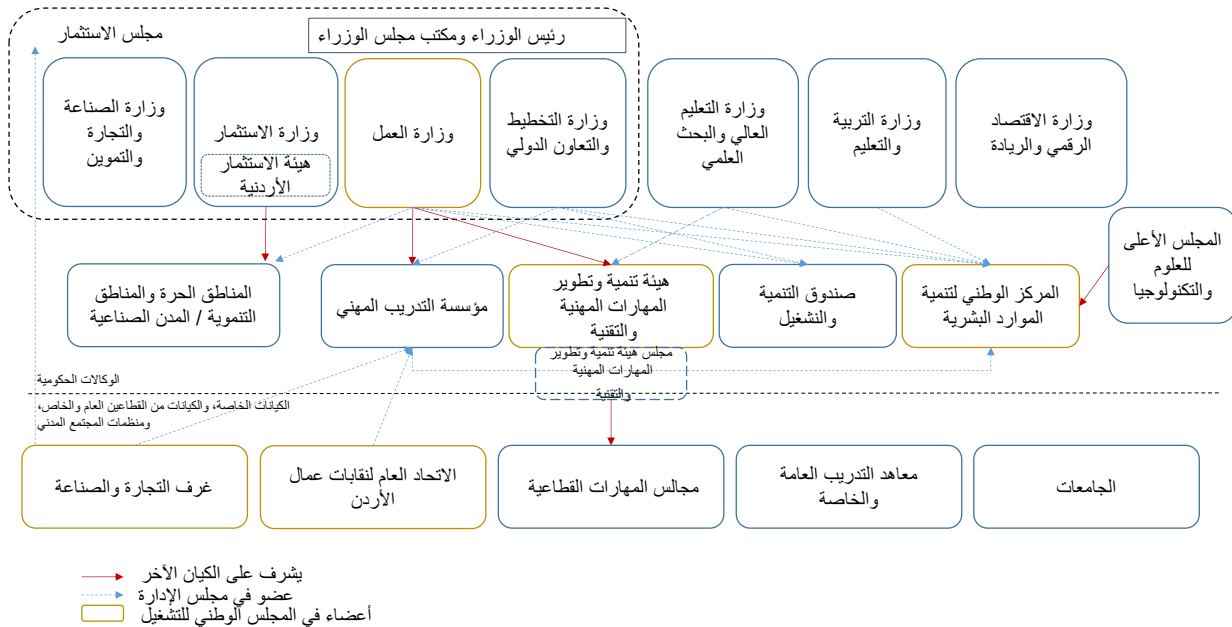 مجلس الاستثمار
رئيس الوزراء ومكتب مجلس الوزراء
وزارة الاقتصاد
الرقمي والريادة
وزارة التربية
والتعليم
وزارة التعليم
العالي والبحث
العلمي
وزارة التخطيط
والتعاون الدولي
وزارة العمل
وزارة الاستثمار
هيئة الاستثمار
الأردنية
وزارة الصناعة
والتجارة
والتموين
المجلس الأعلى
للعلوم
والتكنولوجيا
المركز الوطني لتنمية
الموارد البشرية
صندوق التنمية
والتشغيل
هيئة تنمية وتطوير
المهارات المهنية
والتقنية
مجلس هيئة تنمية وتطوير
المهارات المهنية
والتقنية
مؤسسة التدريب المهني
المناطق الحرة والمناطق
التنموية / المدن الصناعية
الوكالات الحكومية
الكيانات الخاصة، والكيانات من القطاعين العام والخاص،
ومنظمات المجتمع المدني
الجامعات
معاهد التدريب العامة
والخاصة
مجالس المهارات القطاعية
الاتحاد العام لنقابات عمال
الأردن
غرف التجارة والصناعة
يشرف على الكيان الآخر
عضو في مجلس الإدارة
أعضاء في المجلس الوطني للتشغيل